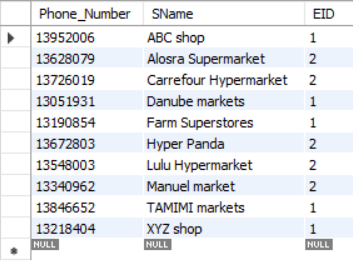 Phone_Number SName EID
13952006 ABC shop 1
13628079 Alosra Supermarket 2
13726019 Carrefour Hypermarket 2
13051931 Danube markets 1
13190854 Farm Superstores 1
13672803 Hyper Panda 2
13548003 Lulu Hypermarket 2
13340962 Manuel market 2
13846652 TAMIMI markets 1
13218404 XYZ shop 1
NULL NULL NULL